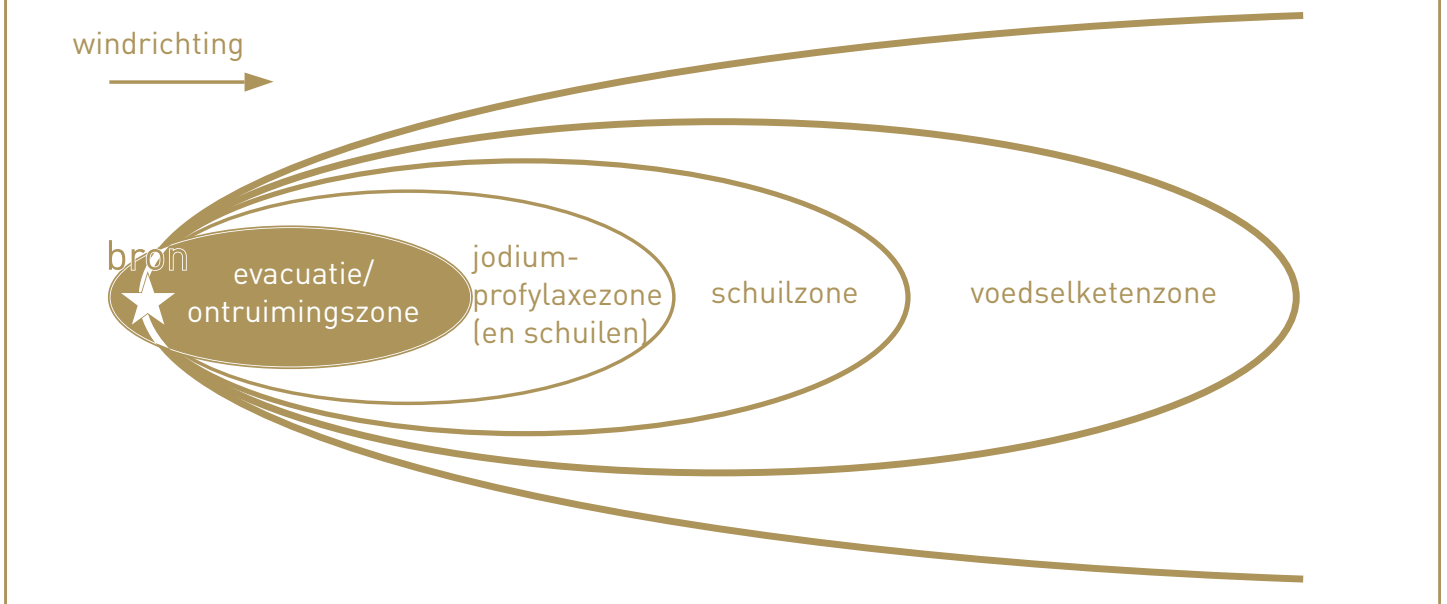 windrichting
bron
evacuatie/
ontruimingszone
jodium-
profylaxezone
(en schuilen)
schuilzone
voedselketenzone